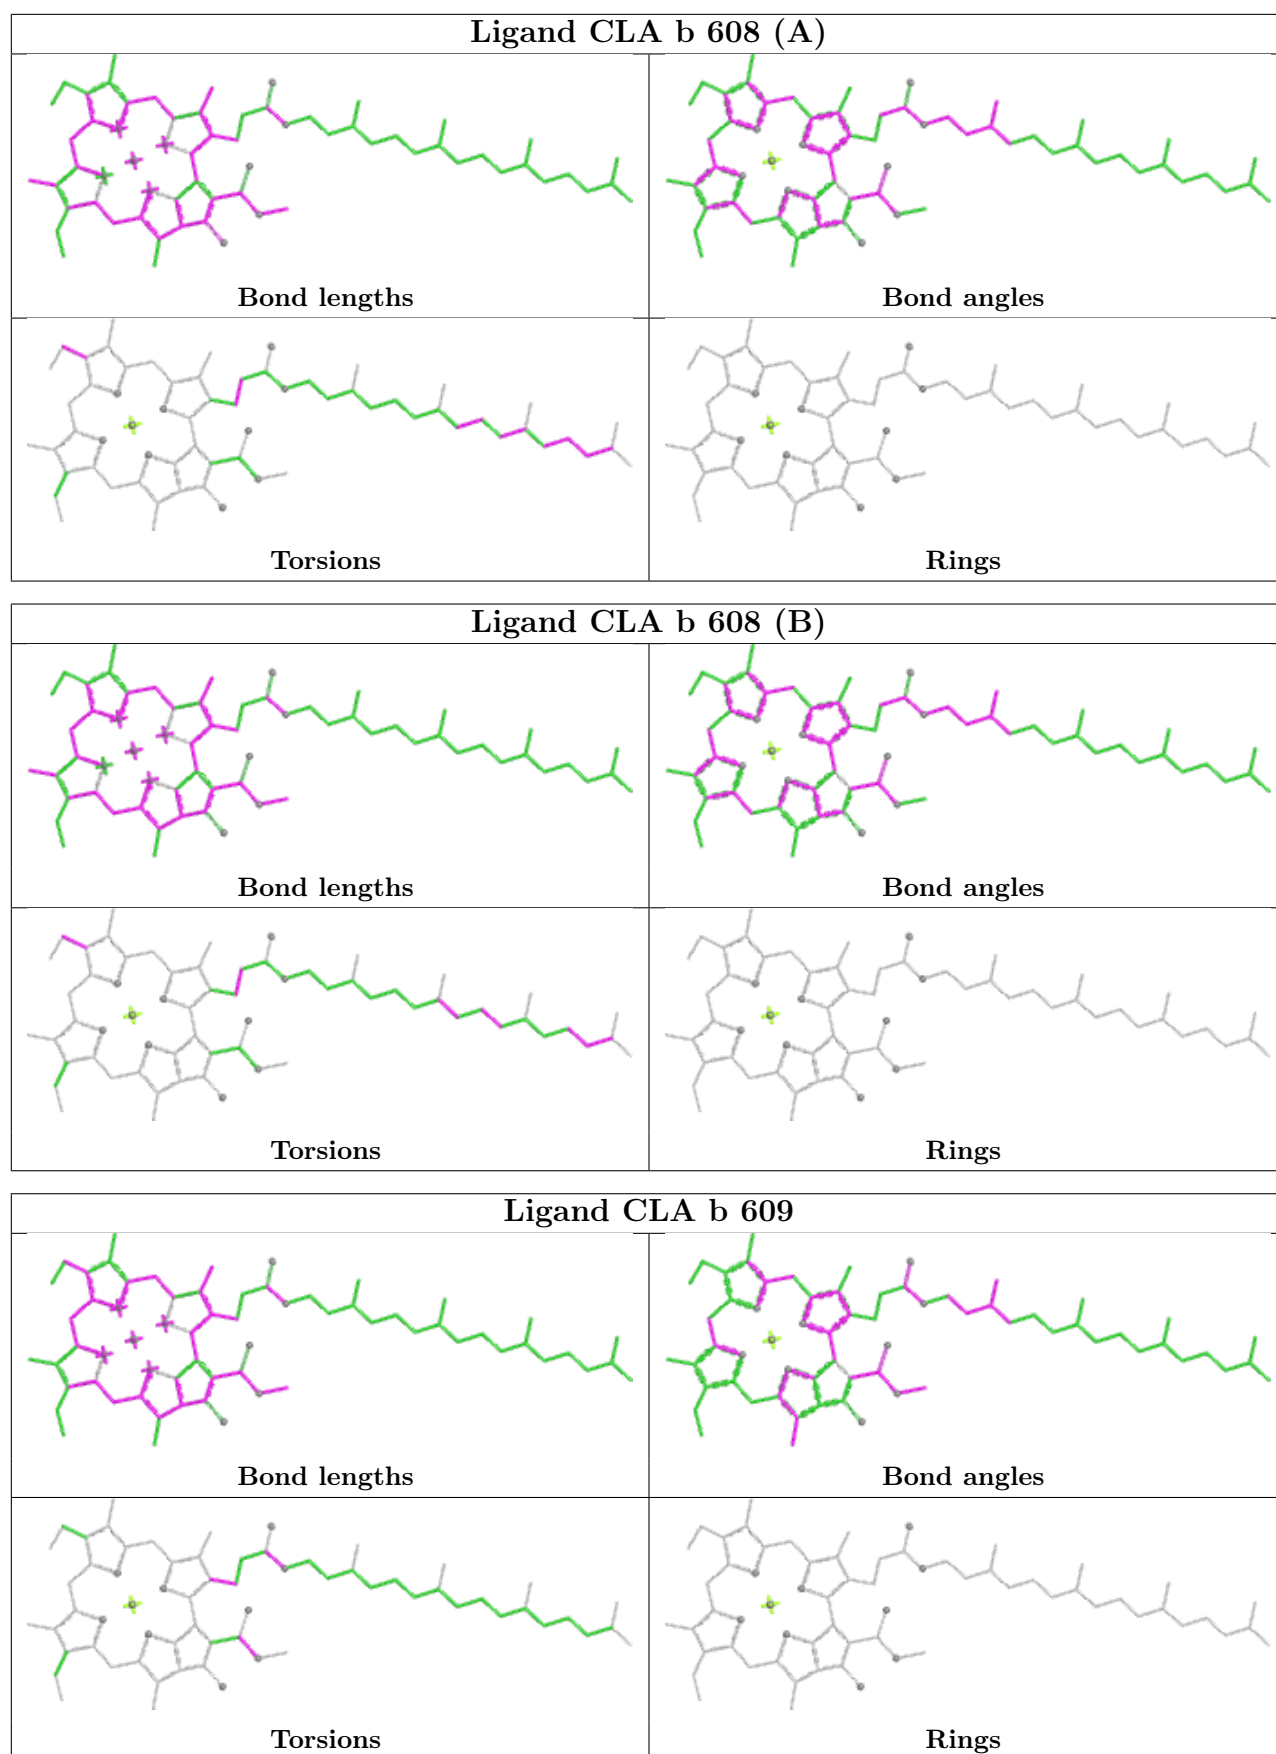 Ligand CLA b 608 (A)
Bond lengths
Bond angles
Torsions
Rings
Ligand CLA b 608 (B)
Bond lengths
Bond angles
Torsions
Rings
Ligand CLA b 609
Bond lengths
Bond angles
Torsions
Rings